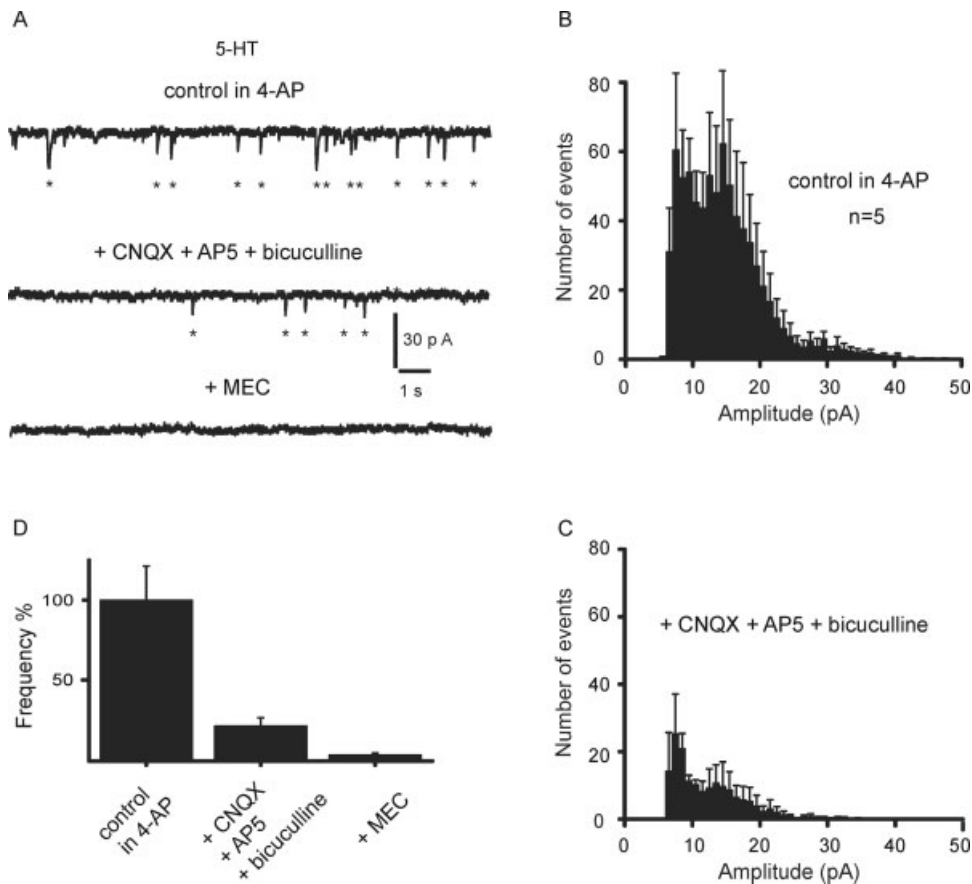 A
5-HT
control in 4-AP
* * * * * * * * * * * * *
+ CNQX + AP5 + bicuculline
* * * * *
30 p A
1 s
+ MEC
B
Number of events
80
60
40
20
0
control in 4-AP
n=5
0 10 20 30 40 50
Amplitude (pA)
D
Frequency %
100
50
control
in 4-AP
+ CNQX
+ AP5
+ bicuculline
+ MEC
C
Number of events
80
60
40
20
0
+ CNQX + AP5 + bicuculline
0 10 20 30 40 50
Amplitude (pA)